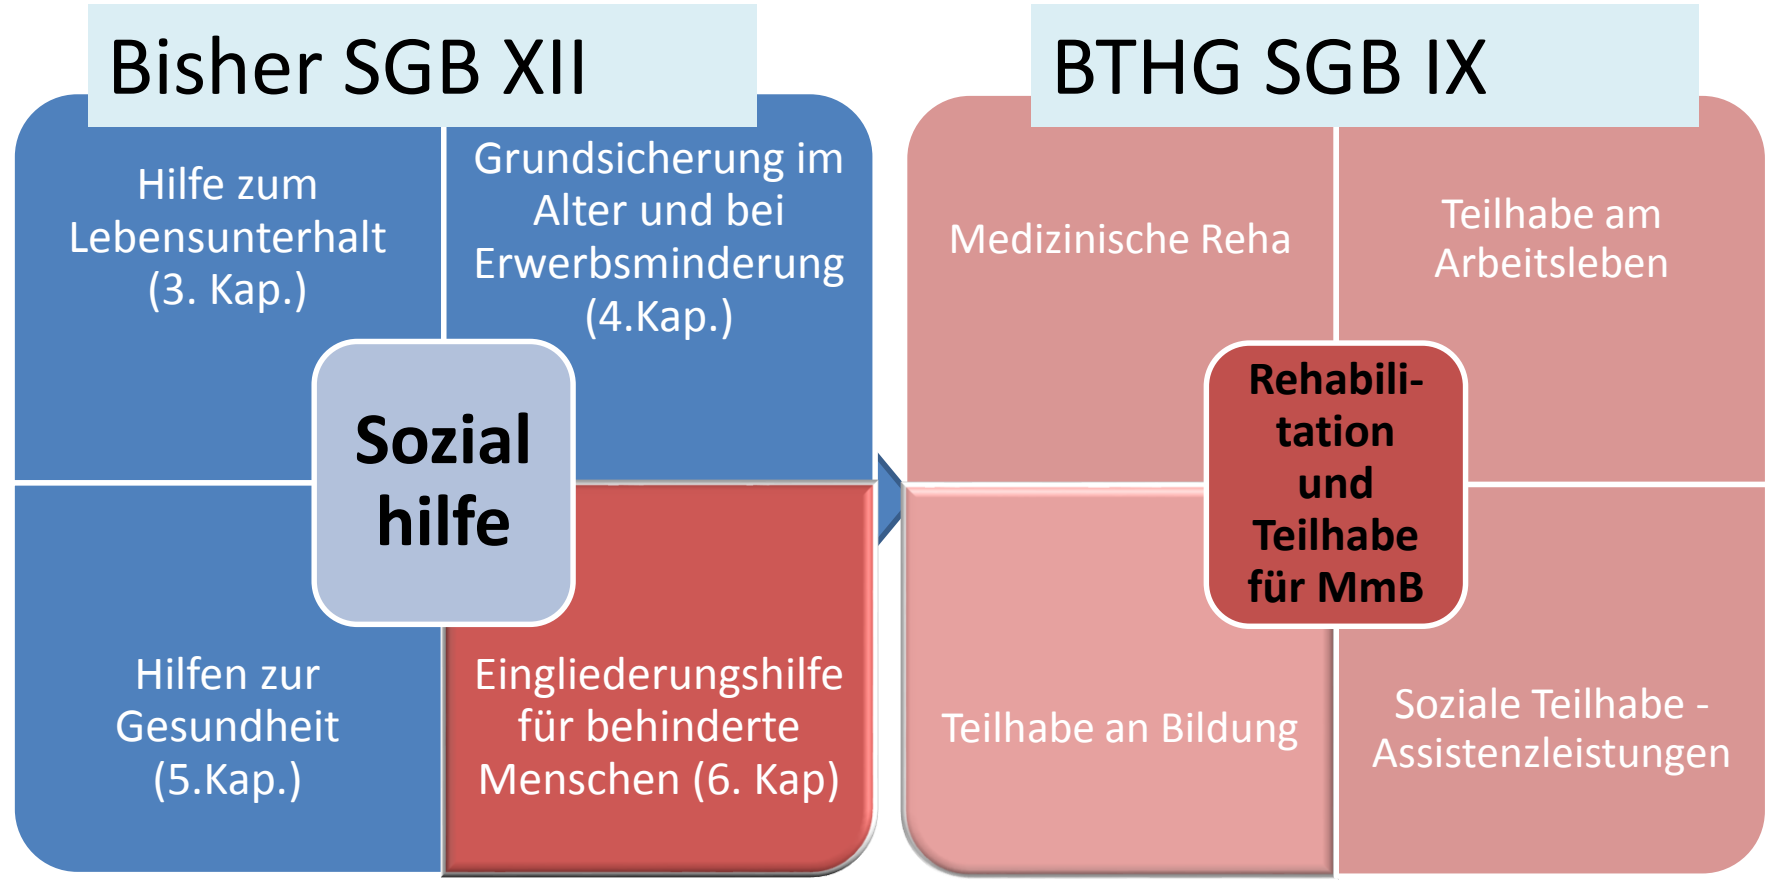 Bisher SGB XII
Hilfe zum
Lebensunterhalt
(3. Kap.)
Grundsicherung im
Alter und bei
Erwerbsminderung
(4.Kap.)
Sozial
hilfe
Hilfen zur
Gesundheit
(5.Kap.)
Eingliederungshilfe
für behinderte
Menschen (6. Kap)
BTHG SGB IX
Medizinische Reha
Teilhabe am
Arbeitsleben
Rehabili-
tation
und
Teilhabe
für MmB
Teilhabe an Bildung
Soziale Teilhabe -
Assistenzleistungen